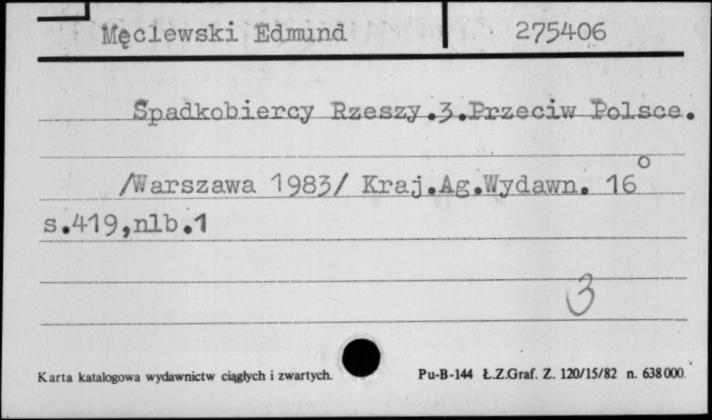 Męclewski Edmund 275406
Spadkobiercy Rzeszy.3.Przeciw Polsce.
/Warszawa 1983/ Kraj.Ag.Wydawn. 16°
s.419,nlb.1
3
Karta katalogowa wydawnictw ciągłych i zwartych. Pu-B-144 Ł.Z.Graf. Z. 120/15/82 n. 638000.